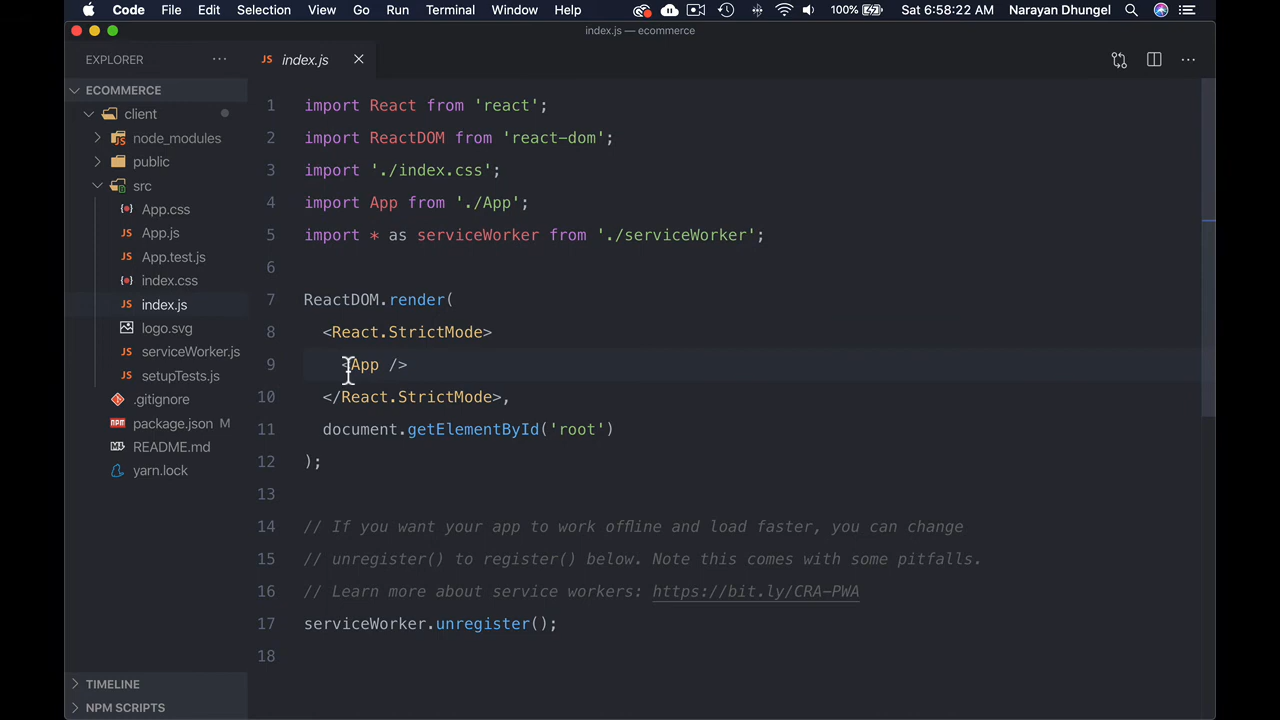 Code File Edit Selection View Go Run Terminal Window Help 100% Sat 6:58:22 AM Narayan Dhungel
index.js — ecommerce
EXPLORER
JS index.js
ECOMMERCE
client
node_modules
public
src
App.css
JS App.js
JS App.test.js
index.css
JS index.js
logo.svg
JS serviceWorker.js
JS setupTests.js
.gitignore
package.json M
README.md
yarn.lock
TIMELINE
NPM SCRIPTS
1 import React from 'react';
2 import ReactDOM from 'react-dom';
3 import './index.css';
4 import App from './App';
5 import * as serviceWorker from './serviceWorker';
6
7 ReactDOM.render(
8 <React.StrictMode>
9 <App />
10 </React.StrictMode>,
11 document.getElementById('root')
12 );
13
14 // If you want your app to work offline and load faster, you can change
15 // unregister() to register() below. Note this comes with some pitfalls.
16 // Learn more about service workers: https://bit.ly/CRA-PWA
17 serviceWorker.unregister();
18